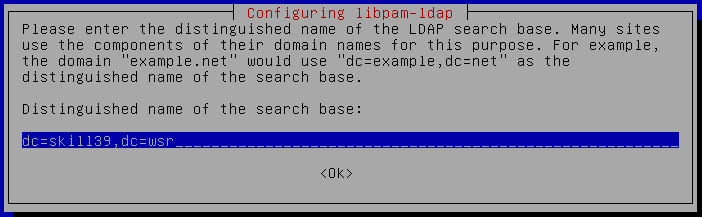 Configuring libpam-ldap
Please enter the distinguished name of the LDAP search base. Many sites
use the components of their domain names for this purpose. For example,
the domain "example.net" would use "dc=example,dc=net" as the
distinguished name of the search base.
Distinguished name of the search base:
dc=skill39,dc=wsr
<Ok>